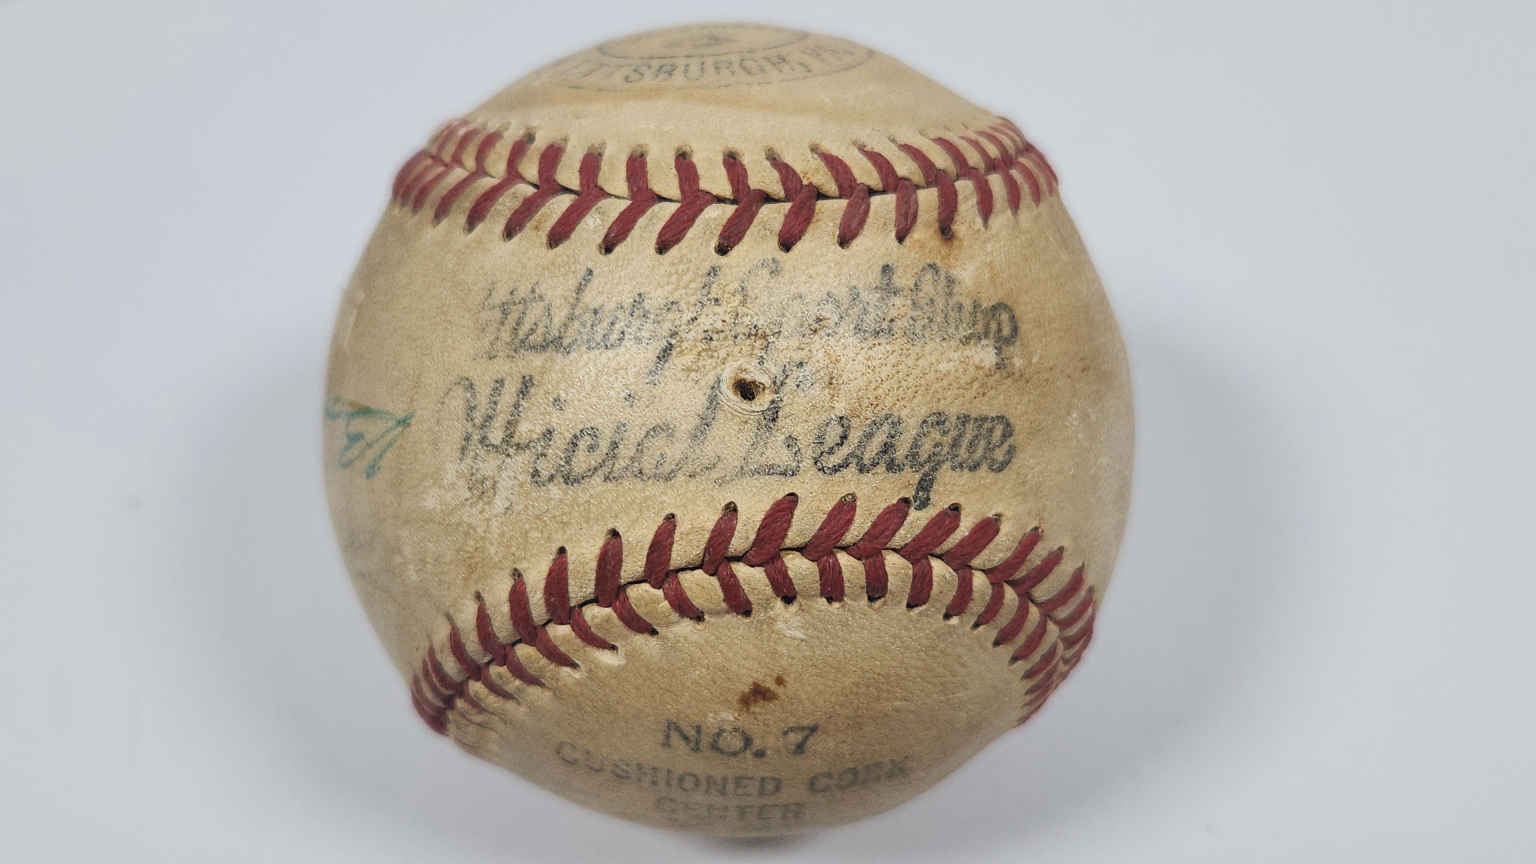 PITTSBURGH, PA
Pittsburgh Sport Shop
Official League
NO. 7
CUSHIONED CORK
CENTER